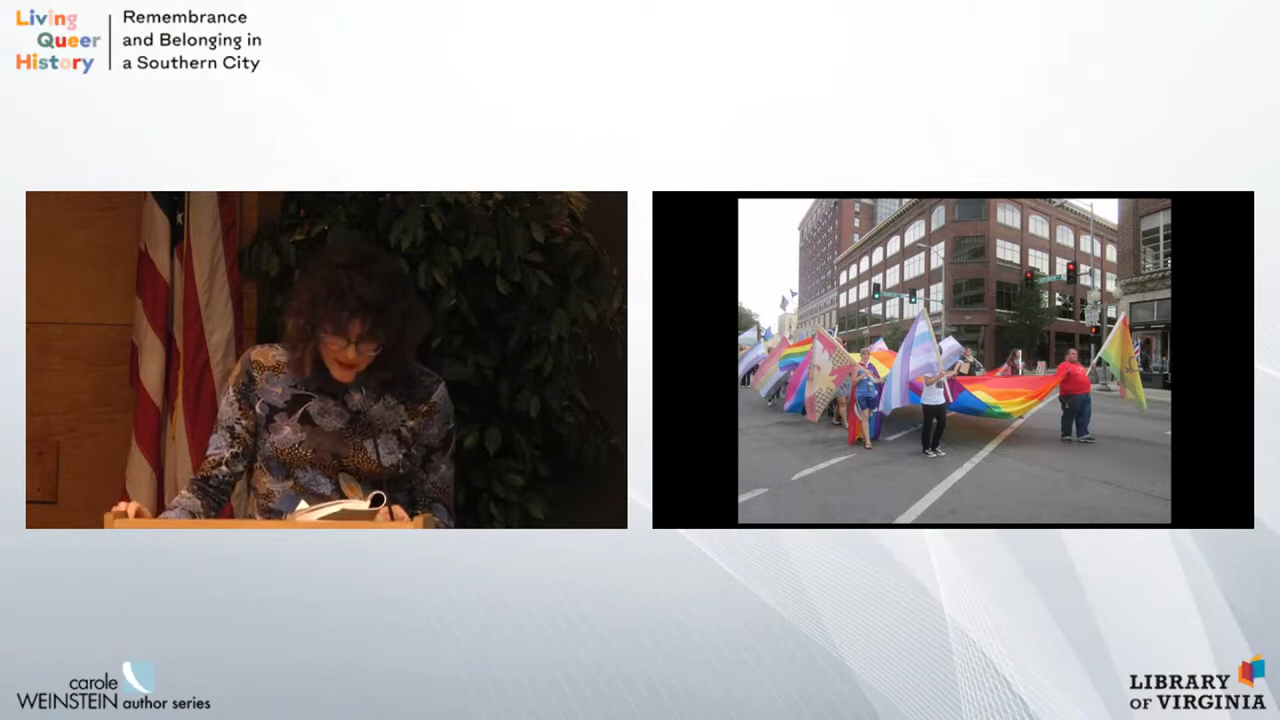 Living
Queer
History
Remembrance
and Belonging in
a Southern City
carole
WEINSTEIN author series
LIBRARY
OF VIRGINIA